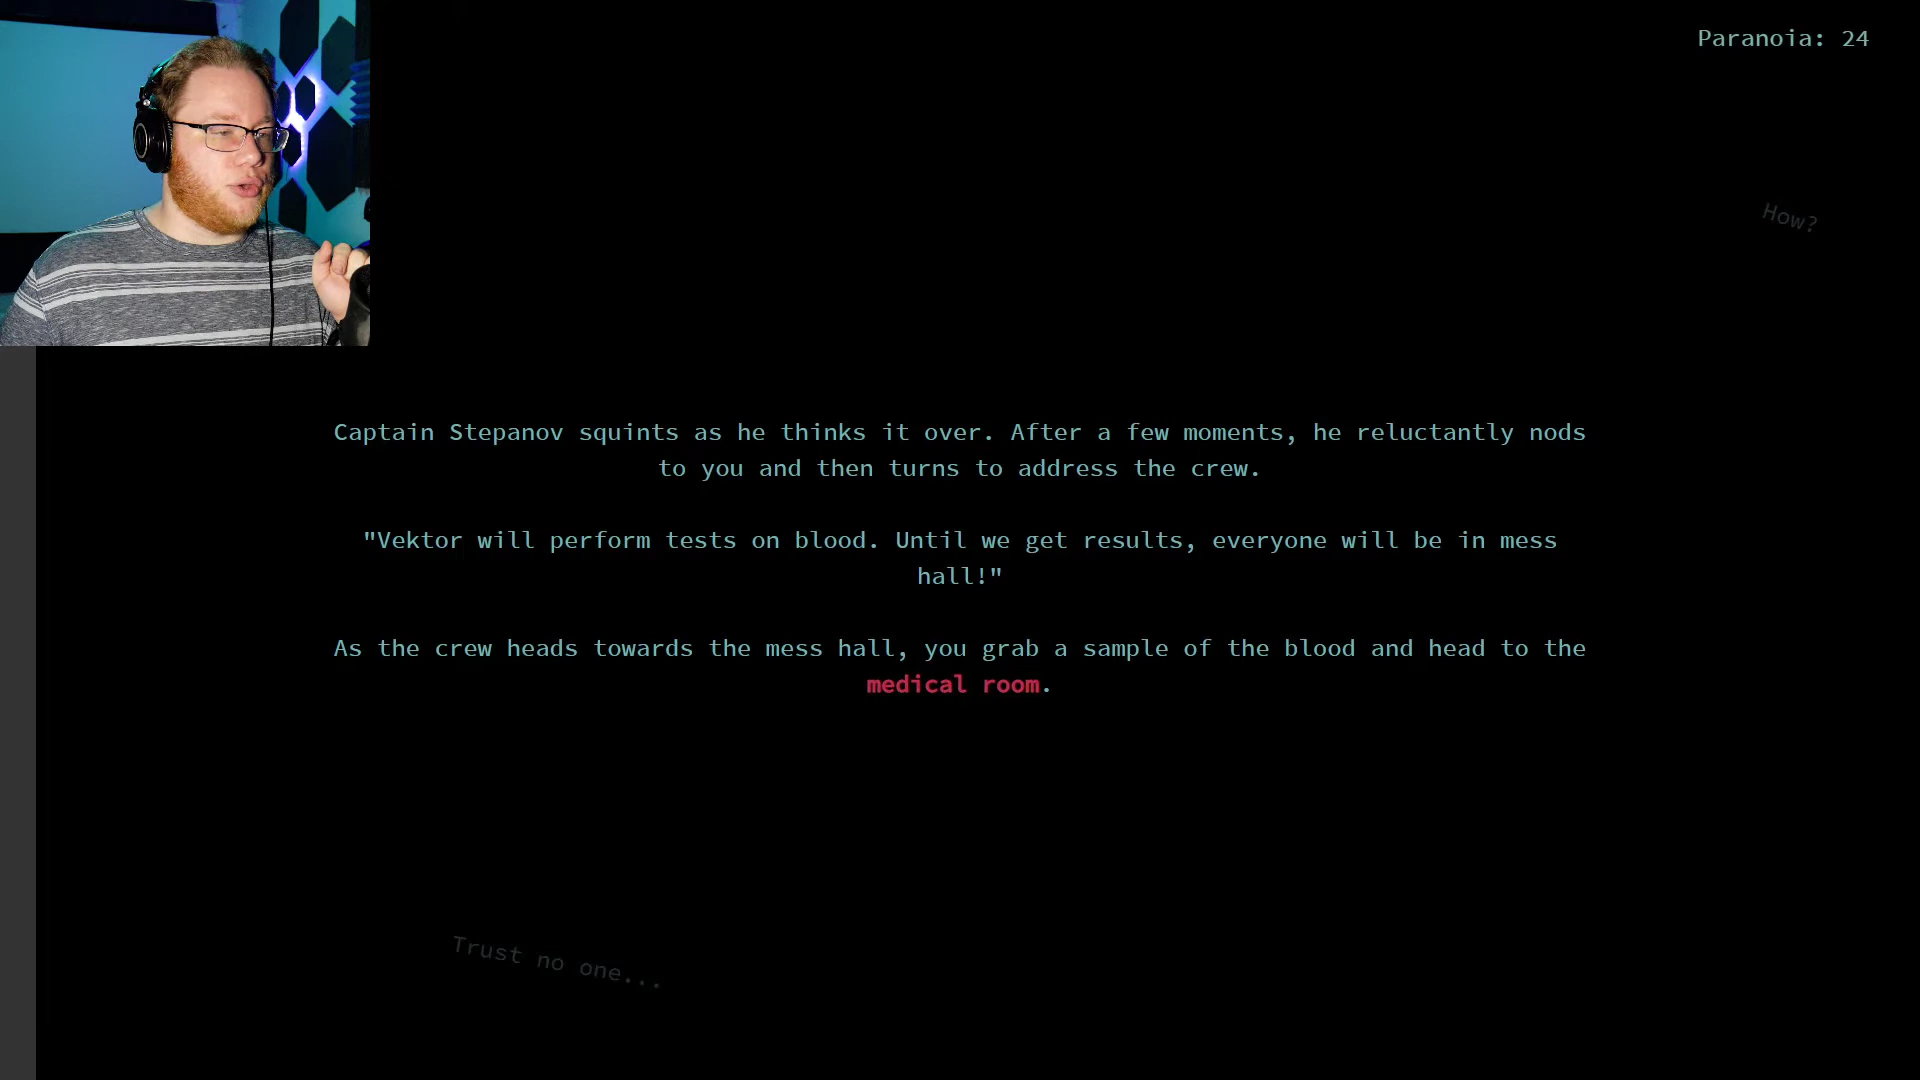 Paranoia: 24
How?
Captain Stepanov squints as he thinks it over. After a few moments, he reluctantly nods
to you and then turns to address the crew.
"Vektor will perform tests on blood. Until we get results, everyone will be in mess
hall!"
As the crew heads towards the mess hall, you grab a sample of the blood and head to the
medical room.
Trust no one...